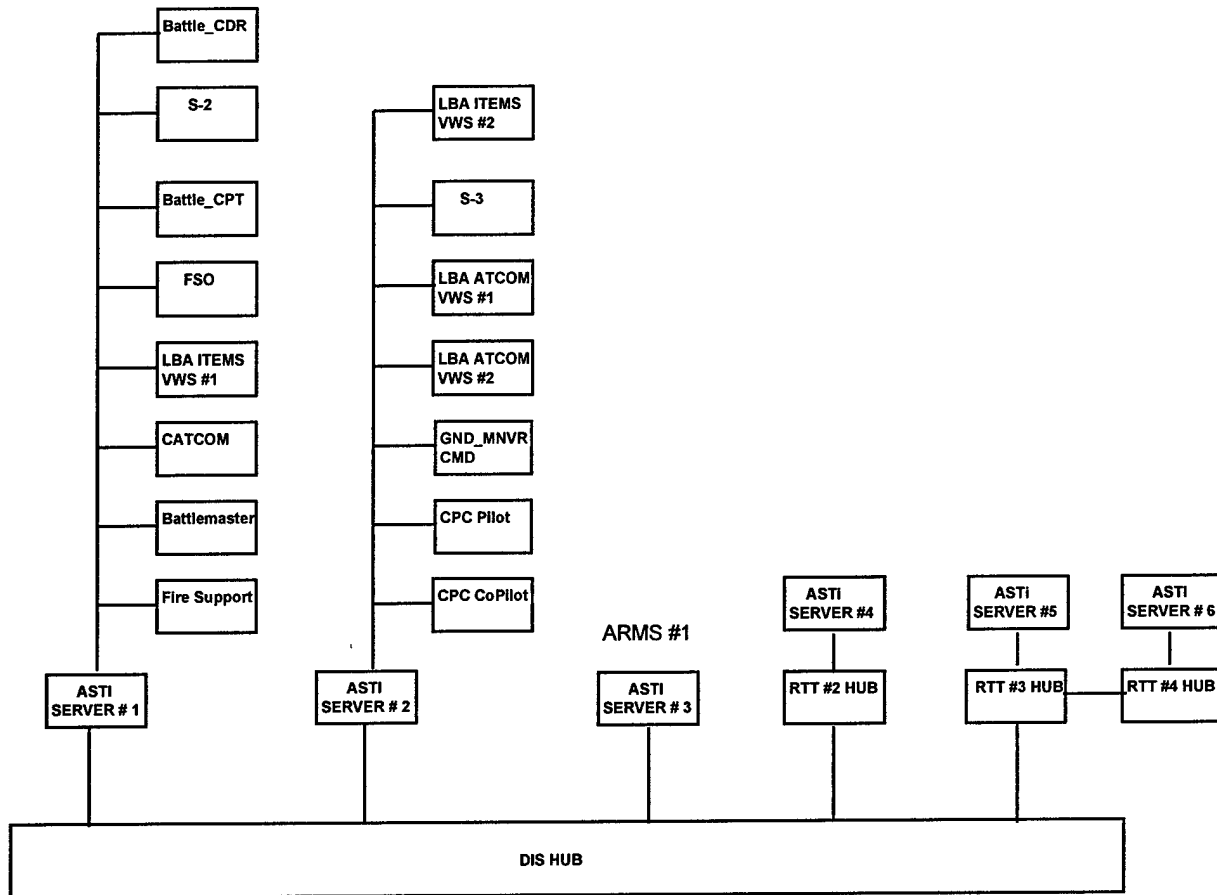 Battle_CDR
S-2
Battle_CPT
FSO
LBA ITEMS
VWS #1
CATCOM
Battlemaster
Fire Support
ASTI
SERVER # 1
LBA ITEMS
VWS #2
S-3
LBA ATCOM
VWS #1
LBA ATCOM
VWS #2
GND_MNVR
CMD
CPC Pilot
CPC CoPilot
ASTI
SERVER # 2
ARMS #1
ASTI
SERVER # 3
ASTI
SERVER #4
RTT #2 HUB
ASTI
SERVER #5
RTT #3 HUB
ASTI
SERVER # 6
RTT #4 HUB
DIS HUB